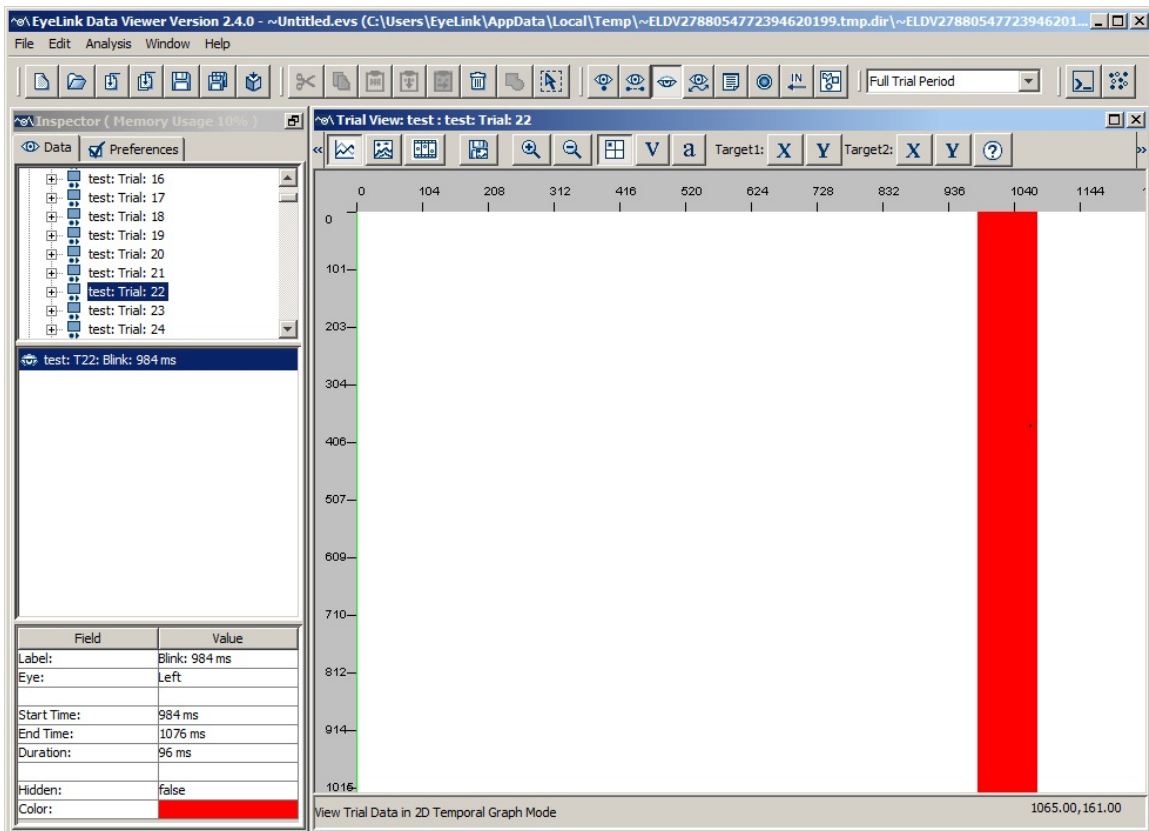 EyeLink Data Viewer Version 2.4.0 - ~Untitled.evs (C:\Users\EyeLink\AppData\Local\Temp\~ELDV2788054772394620199.tmp.dir\~ELDV27880547723946201...
File Edit Analysis Window Help
IN
Full Trial Period
Inspector ( Memory Usage 10% )
Trial View: test : test: Trial: 22
Data Preferences
V a Target1: X Y Target2: X Y ?
test: Trial: 16
test: Trial: 17
test: Trial: 18
test: Trial: 19
test: Trial: 20
test: Trial: 21
test: Trial: 22
test: Trial: 23
test: Trial: 24
test: T22: Blink: 984 ms
Field Value
Label: Blink: 984 ms
Eye: Left
Start Time: 984 ms
End Time: 1076 ms
Duration: 96 ms
Hidden: false
Color:
0 104 208 312 416 520 624 728 832 936 1040 1144
0
101
203
304
406
507
609
710
812
914
1016
View Trial Data in 2D Temporal Graph Mode
1065.00,161.00